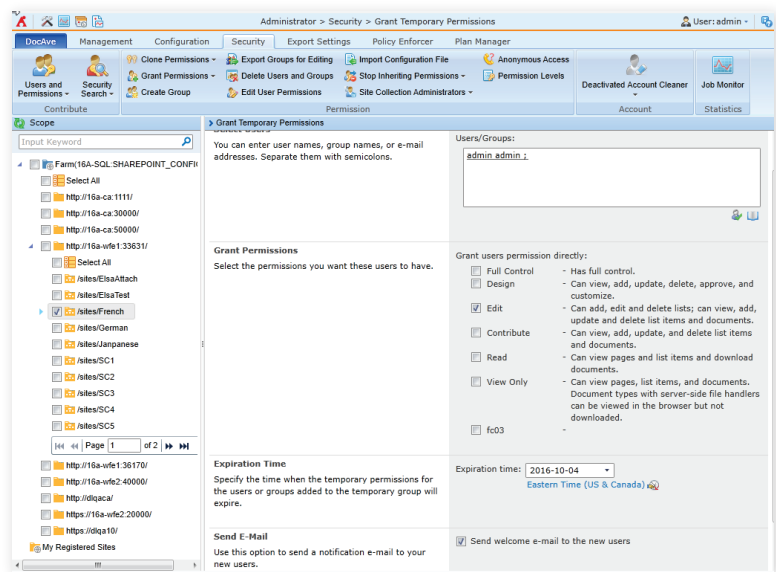 Administrator > Security > Grant Temporary Permissions
User: admin
DocAve Management Configuration Security Export Settings Policy Enforcer Plan Manager
Users and Permissions
Security Search
Clone Permissions
Grant Permissions
Create Group
Export Groups for Editing
Delete Users and Groups
Edit User Permissions
Import Configuration File
Stop Inheriting Permissions
Site Collection Administrators
Anonymous Access
Permission Levels
Deactivated Account Cleaner
Job Monitor
Contribute Permission Account Statistics
Scope
Input Keyword
Farm(16A-SQL:SHAREPOINT_CONFI
Select All
http://16a-ca:1111/
http://16a-ca:30000/
http://16a-ca:50000/
http://16a-wfe1:33631/
Select All
/sites/ElsaAttach
/sites/ElsaTest
/sites/French
/sites/German
/sites/Janpanese
/sites/SC1
/sites/SC2
/sites/SC3
/sites/SC4
/sites/SC5
Page 1 of 2
http://16a-wfe1:36170/
http://16a-wfe2:40000/
http://dlqaca/
https://16a-wfe2:20000/
https://dlqa10/
My Registered Sites
Grant Temporary Permissions
Select Users
You can enter user names, group names, or e-mail
addresses. Separate them with semicolons.
Users/Groups:
admin admin ;
Grant Permissions
Select the permissions you want these users to have.
Grant users permission directly:
Full Control - Has full control.
Design - Can view, add, update, delete, approve, and
customize.
Edit - Can add, edit and delete lists; can view, add,
update and delete list items and documents.
Contribute - Can view, add, update, and delete list items
and documents.
Read - Can view pages and list items and download
documents.
View Only - Can view pages, list items, and documents.
Document types with server-side file handlers
can be viewed in the browser but not
downloaded.
fc03 -
Expiration Time
Specify the time when the temporary permissions for
the users or groups added to the temporary group will
expire.
Expiration time: 2016-10-04
Eastern Time (US & Canada)
Send E-Mail
Use this option to send a notification e-mail to your
new users.
Send welcome e-mail to the new users